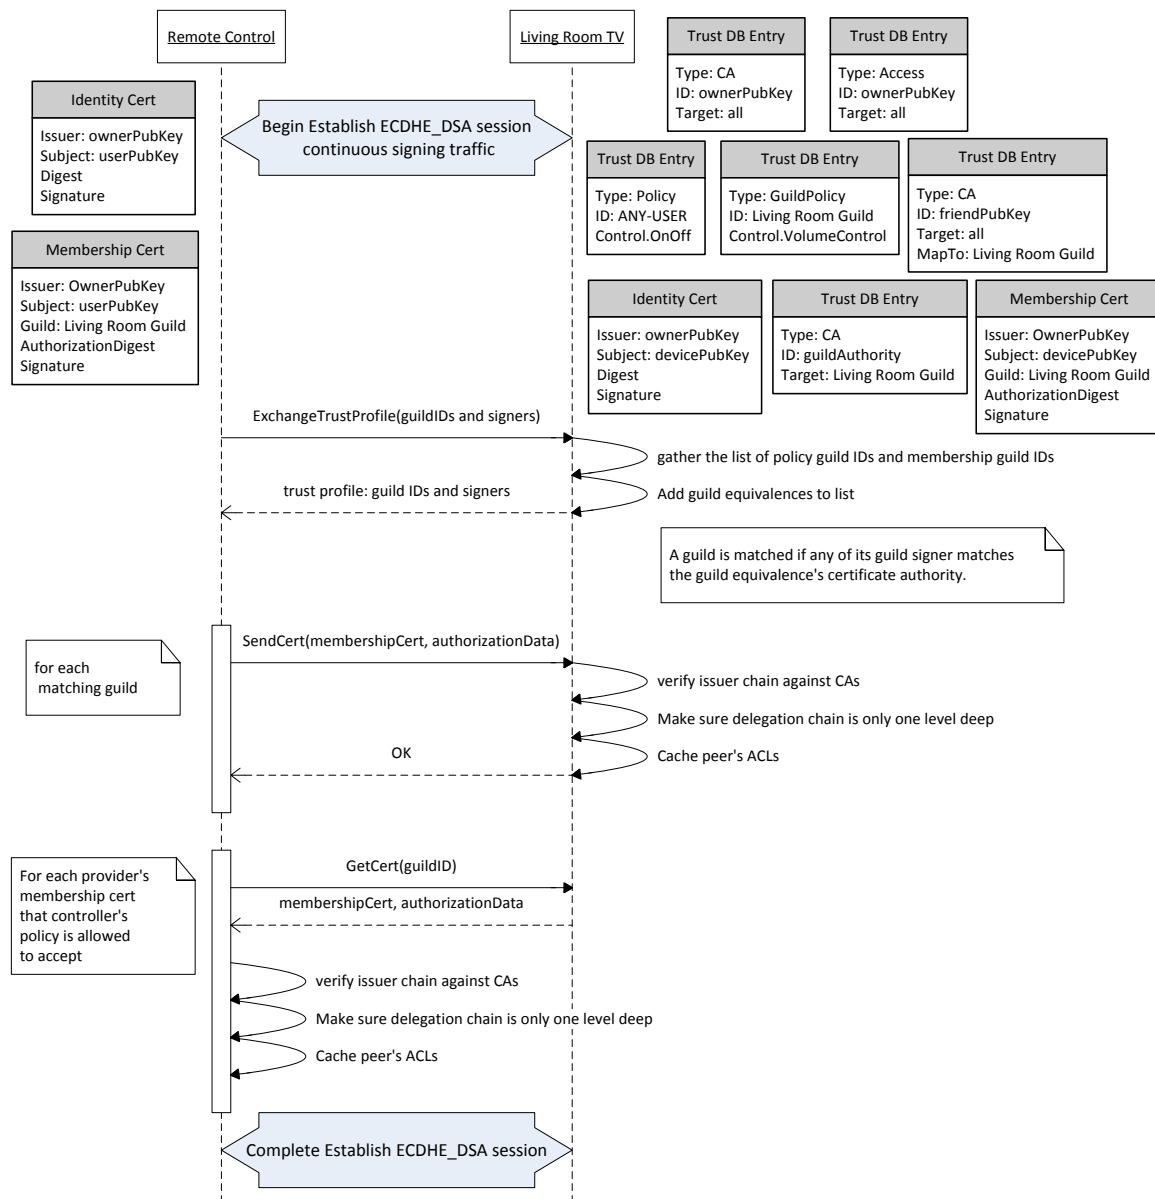 Remote Control
Living Room TV
Trust DB Entry
Type: CA
ID: ownerPubKey
Target: all
Trust DB Entry
Type: Access
ID: ownerPubKey
Target: all
Identity Cert
Issuer: ownerPubKey
Subject: userPubKey
Digest
Signature
Begin Establish ECDHE_DSA session
continuous signing traffic
Trust DB Entry
Type: Policy
ID: ANY-USER
Control.OnOff
Trust DB Entry
Type: GuildPolicy
ID: Living Room Guild
Control.VolumeControl
Trust DB Entry
Type: CA
ID: friendPubKey
Target: all
MapTo: Living Room Guild
Membership Cert
Issuer: OwnerPubKey
Subject: userPubKey
Guild: Living Room Guild
AuthorizationDigest
Signature
Identity Cert
Issuer: ownerPubKey
Subject: devicePubKey
Digest
Signature
Trust DB Entry
Type: CA
ID: guildAuthority
Target: Living Room Guild
Membership Cert
Issuer: OwnerPubKey
Subject: devicePubKey
Guild: Living Room Guild
AuthorizationDigest
Signature
ExchangeTrustProfile(guildIDs and signers)
gather the list of policy guild IDs and membership guild IDs
trust profile: guild IDs and signers
Add guild equivalences to list
A guild is matched if any of its guild signer matches
the guild equivalence's certificate authority.
for each
matching guild
SendCert(membershipCert, authorizationData)
verify issuer chain against CAs
Make sure delegation chain is only one level deep
OK
Cache peer's ACLs
For each provider's
membership cert
that controller's
policy is allowed
to accept
GetCert(guildID)
membershipCert, authorizationData
verify issuer chain against CAs
Make sure delegation chain is only one level deep
Cache peer's ACLs
Complete Establish ECDHE_DSA session